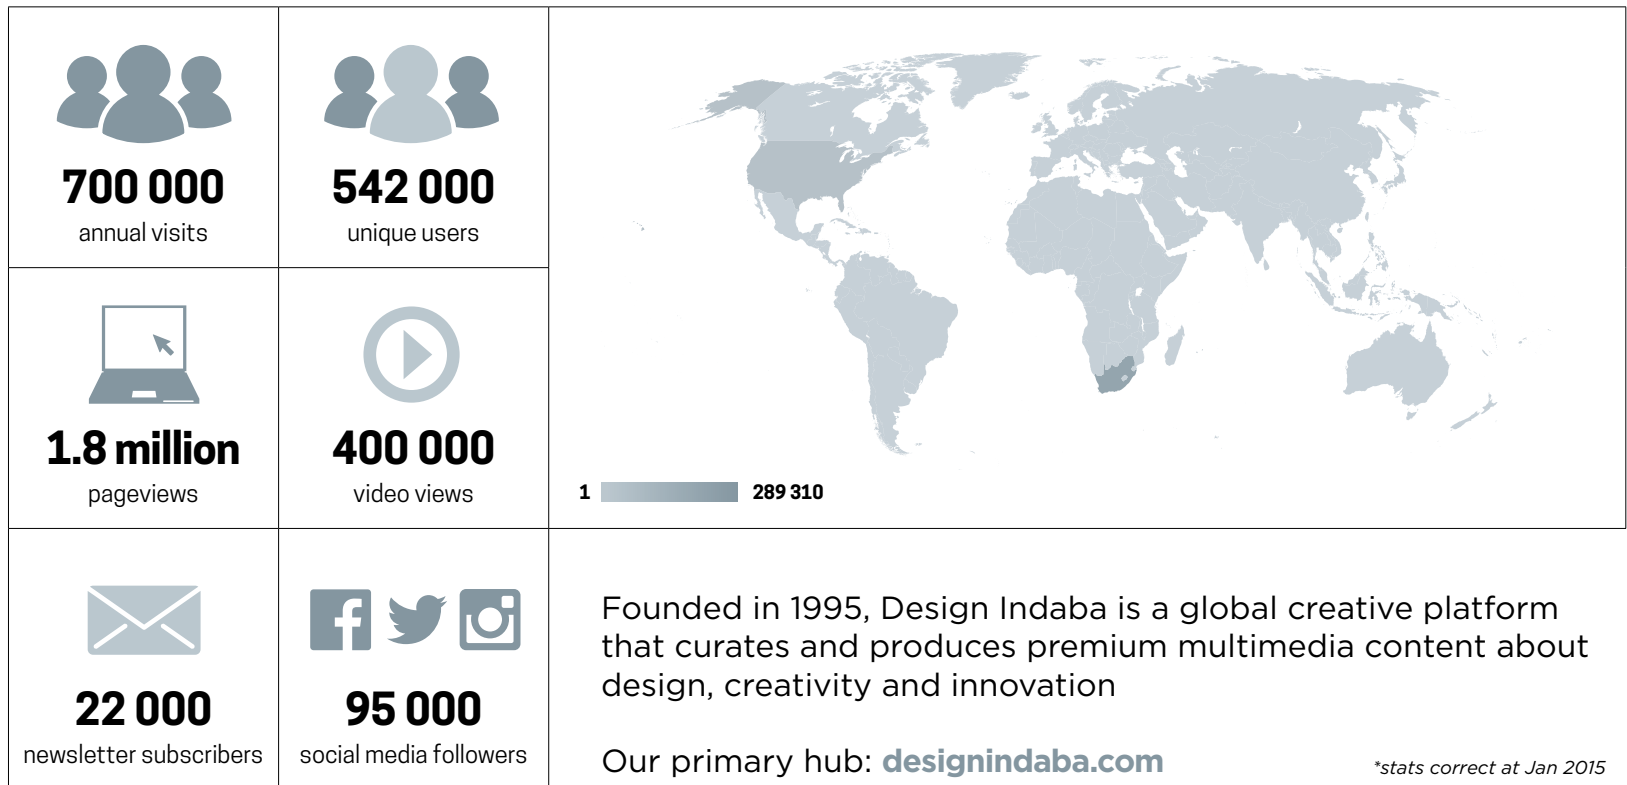 700 000
annual visits
542 000
unique users
1.8 million
pageviews
400 000
video views
1
289 310
22 000
newsletter subscribers
95 000
social media followers
Founded in 1995, Design Indaba is a global creative platform
that curates and produces premium multimedia content about
design, creativity and innovation
Our primary hub: designindaba.com
*stats correct at Jan 2015